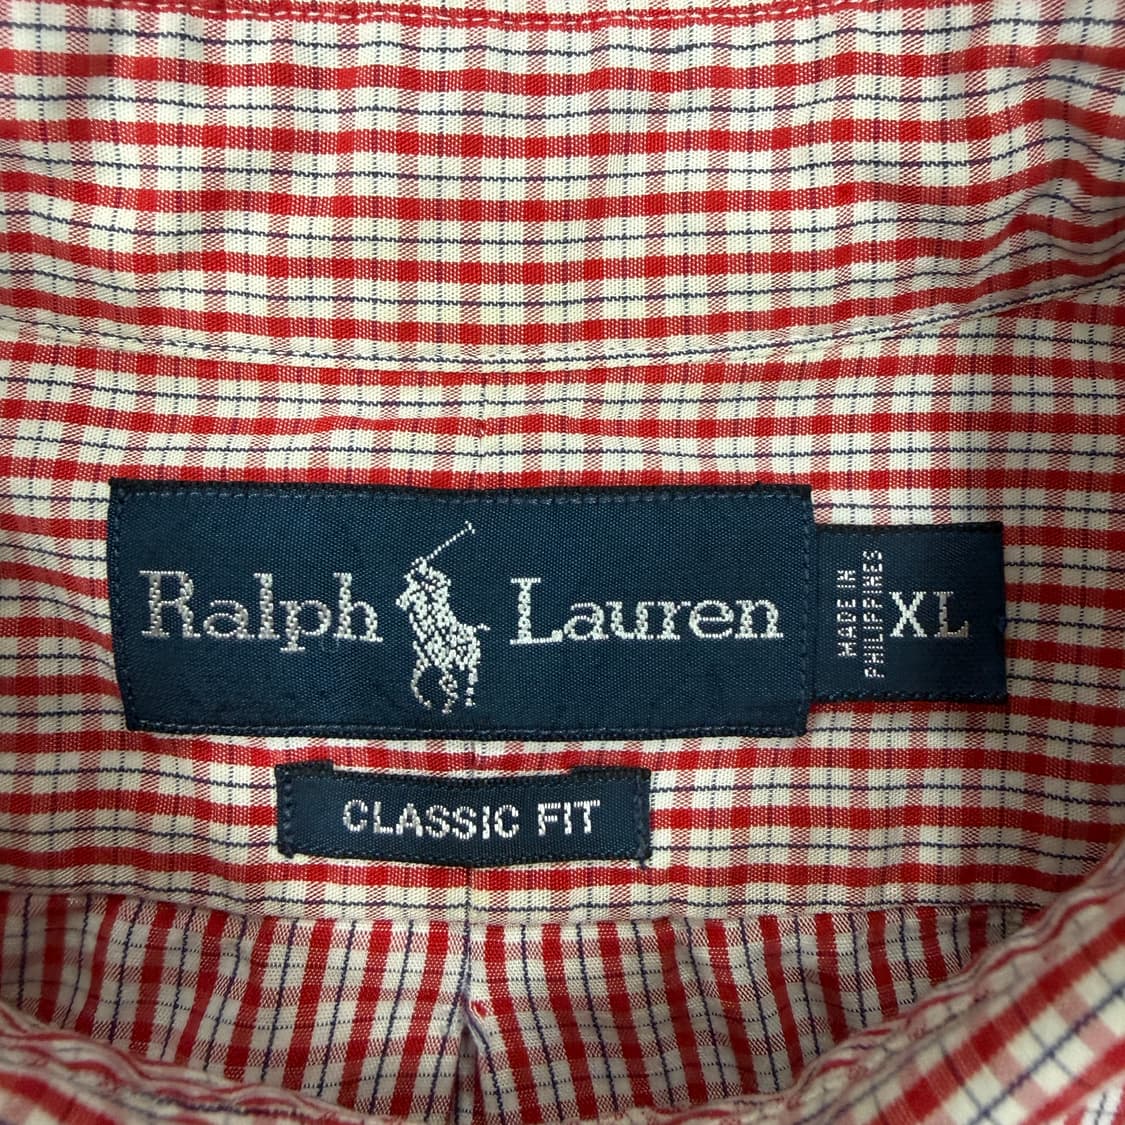 Ralph Lauren
MADE IN
PHILIPPINES
XL
CLASSIC FIT